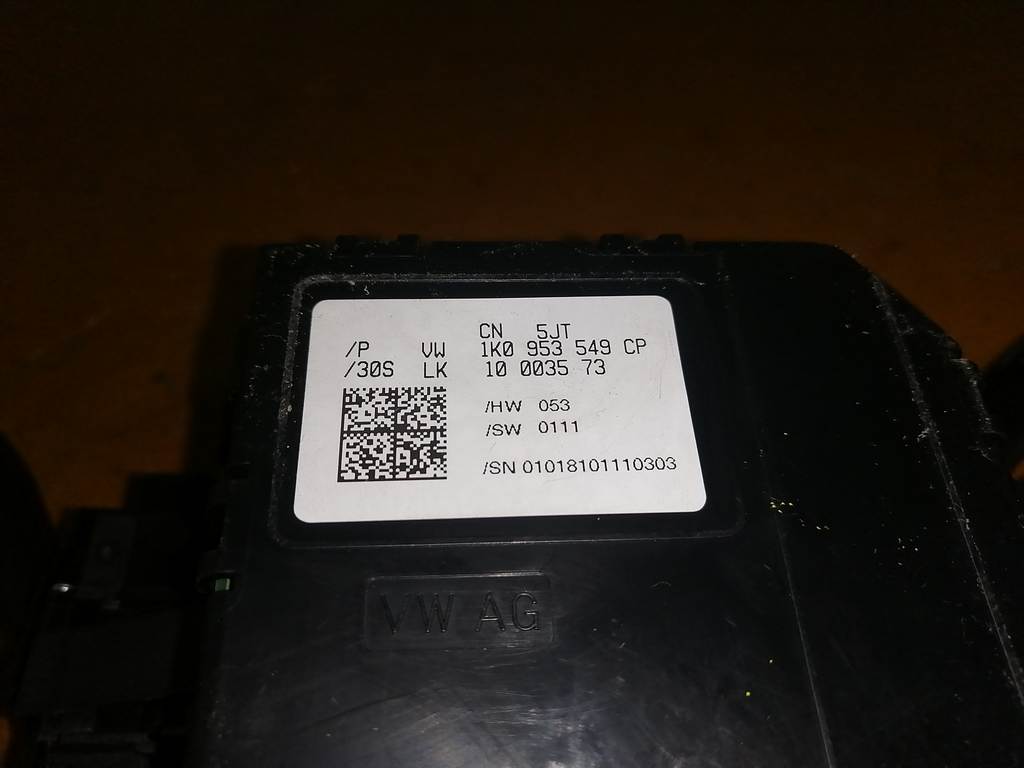 CN 5JT
/P VW 1K0 953 549 CP
/30S LK 10 0035 73
/HW 053
/SW 0111
/SN 01018101110303
VW AG